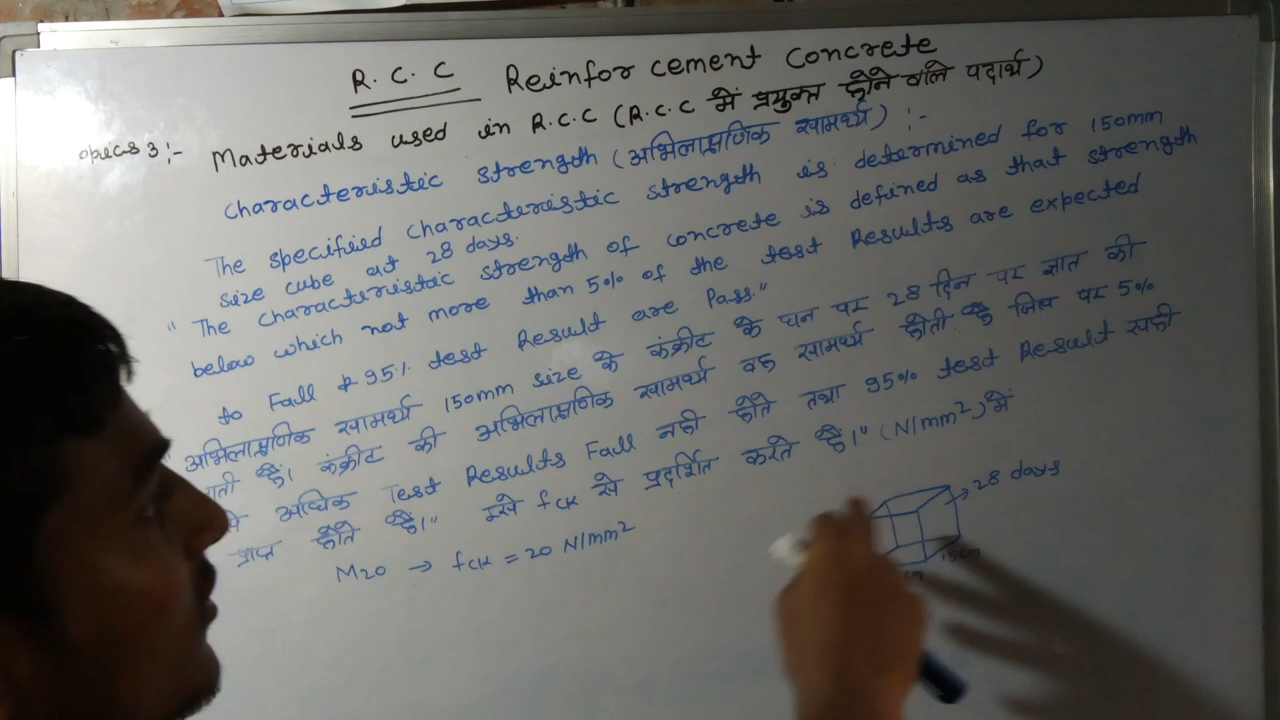 R.C.C Reinforcement Concrete
opics 3:- Materials used in R.C.C (R.C.C में प्रयुक्त होने वाले पदार्थ)
characteristic strength (अभिलाक्षणिक सामर्थ्य) :-
The specified characteristic strength is determined for 150mm
size cube at 28 days.
"The characteristic strength of concrete is defined as that strength
below which not more than 5% of the test Results are expected
to Fall & 95% test Result are Pass."
"अभिलाक्षणिक सामर्थ्य 150mm size के कंक्रीट के घन पर 28 दिन पर ज्ञात की
ाती है। कंक्रीट की अभिलाक्षणिक सामर्थ्य वह सामर्थ्य होती है जिस पर 5%
से अधिक Test Results Fall नही होते तथा 95% test Result सही
प्राप्त होते है।" इसे fck से प्रदर्शित करते है।" (N/mm²) में
M20 → fck = 20 N/mm²
→ 28 days
15cm
cm